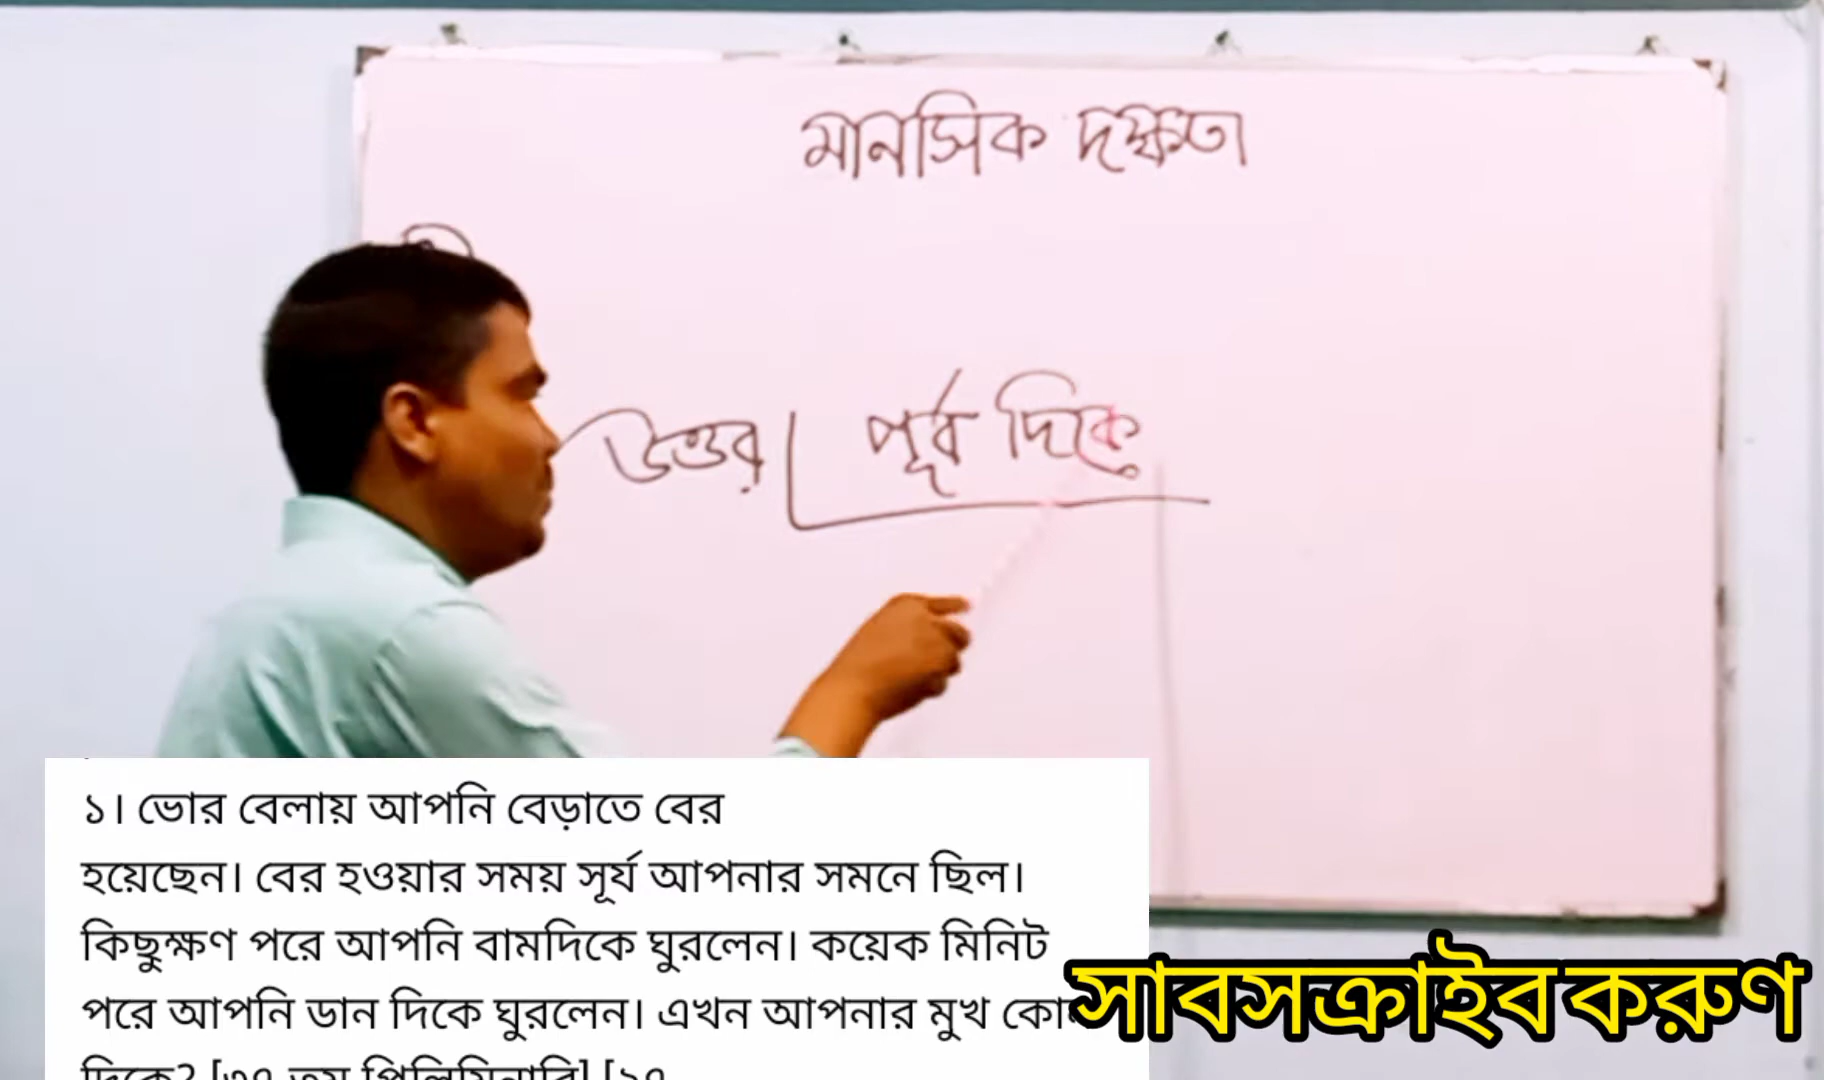 মানসিক দক্ষতা
উত্তর পূর্ব দিকে
১। ভোর বেলায় আপনি বেড়াতে বের
হয়েছেন। বের হওয়ার সময় সূর্য আপনার সমনে ছিল।
কিছুক্ষণ পরে আপনি বামদিকে ঘুরলেন। কয়েক মিনিট
পরে আপনি ডান দিকে ঘুরলেন। এখন আপনার মুখ কোন
দিকে?
সাবসক্রাইব করুণ